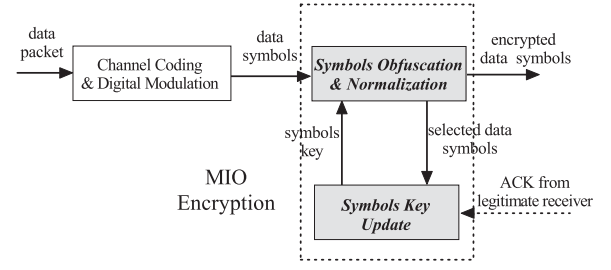 data
packet
Channel Coding
& Digital Modulation
data
symbols
Symbols Obfuscation
& Normalization
encrypted
data symbols
symbols
key
selected data
symbols
MIO
Encryption
Symbols Key
Update
ACK from
legitimate receiver